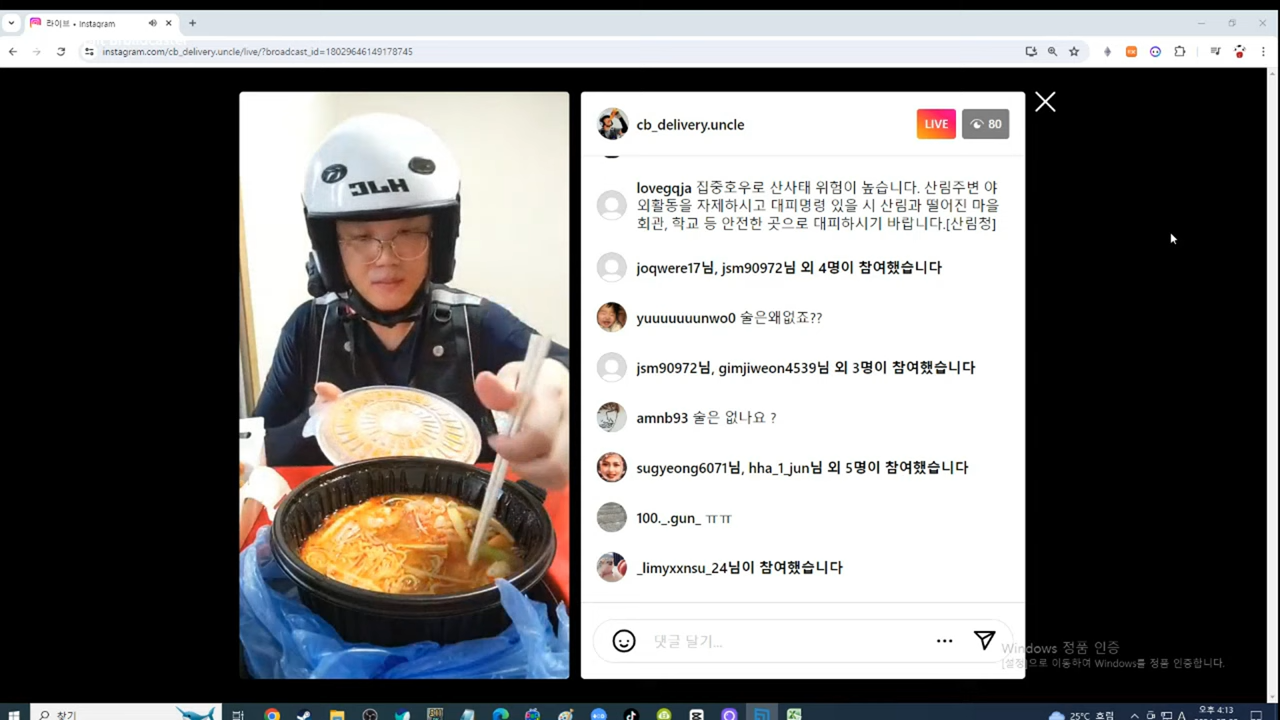 라이브 • Instagram
instagram.com/cb_delivery.uncle/live/?broadcast_id=18029646149178745
cb_delivery.uncle
LIVE
80
lovegqja 집중호우로 산사태 위험이 높습니다. 산림주변 야
외활동을 자제하시고 대피명령 있을 시 산림과 떨어진 마을
회관, 학교 등 안전한 곳으로 대피하시기 바랍니다.[산림청]
joqwere17님, jsm90972님 외 4명이 참여했습니다
yuuuuuuunwo0 술은왜없죠??
jsm90972님, gimjiweon4539님 외 3명이 참여했습니다
amnb93 술은 없나요 ?
sugyeong6071님, hha_1_jun님 외 5명이 참여했습니다
100._.gun_ ㅠㅠ
_limyxxnsu_24님이 참여했습니다
댓글 달기...
Windows 정품 인증
[설정]으로 이동하여 Windows를 정품 인증합니다.
찾기
25°C 흐림
오후 4:13